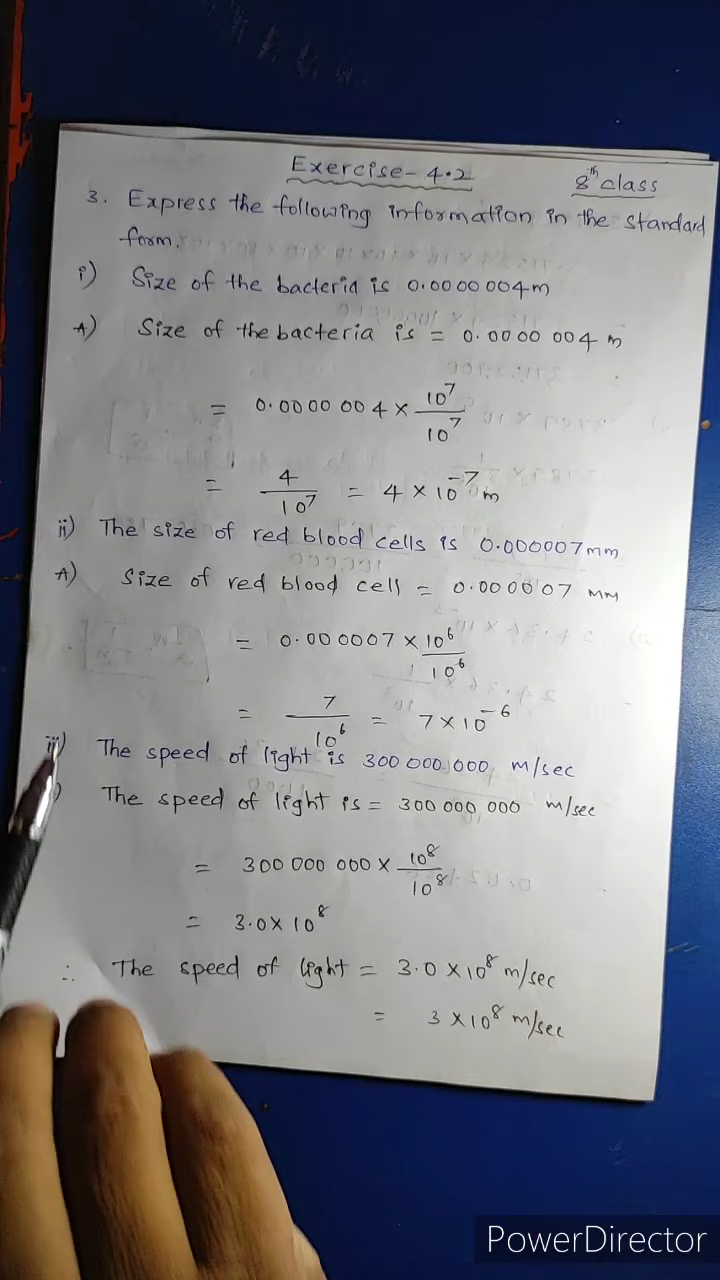 Exercise-4.2
8th class
3. Express the following information in the standard
form.
i) Size of the bacteria is 0.0000004m
A) Size of the bacteria is = 0.0000 004 m
= 0.0000 004 × 10^7/10^7
= 4/10^7 = 4 × 10^-7 m
ii) The size of red blood cells is 0.000007mm
A) Size of red blood cell = 0.000007 mm
= 0.000007 × 10^6/10^6
= 7/10^6 = 7 × 10^-6
iii) The speed of light is 300 000 000 m/sec
) The speed of light is = 300 000 000 m/sec
= 300 000 000 × 10^8/10^8
= 3.0 × 10^8
∴ The speed of light = 3.0 × 10^8 m/sec
= 3 × 10^8 m/sec
PowerDirector